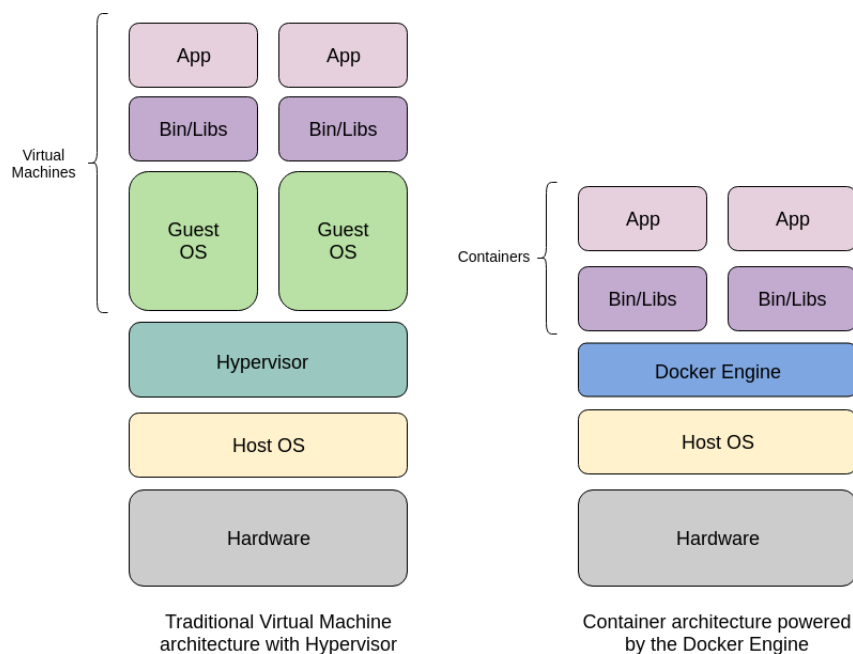 App
App
Bin/Libs
Bin/Libs
Virtual
Machines
Guest
OS
Guest
OS
Hypervisor
Host OS
Hardware
Traditional Virtual Machine
architecture with Hypervisor
App
App
Containers
Bin/Libs
Bin/Libs
Docker Engine
Host OS
Hardware
Container architecture powered
by the Docker Engine